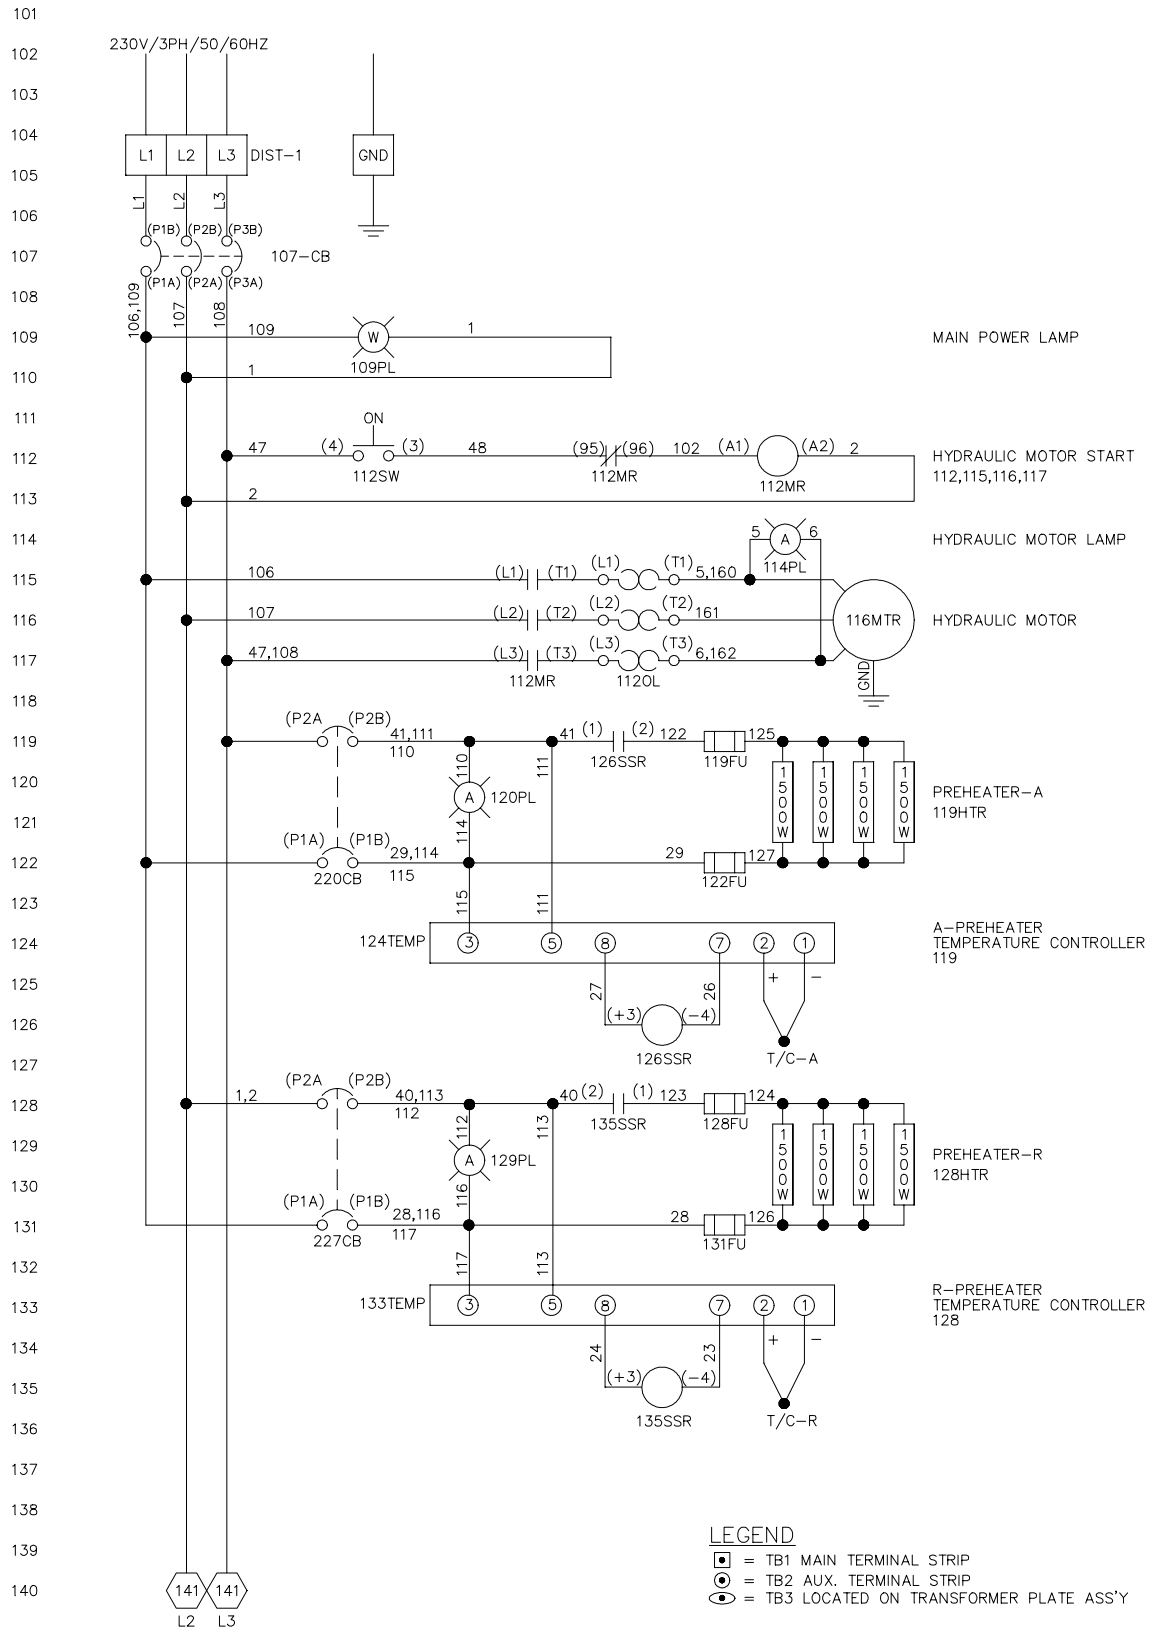 101
230V/3PH/50/60HZ
102
103
104
L1 L2 L3 DIST-1 GND
105
L1 L2 L3
106
(P1B) (P2B) (P3B)
107 107-CB
(P1A) (P2A) (P3A)
108
106,109 107 108
109 109 W 1 MAIN POWER LAMP
109PL
110 1
111 ON
112 47 (4) (3) 48 (95) (96) 102 (A1) (A2) 2 HYDRAULIC MOTOR START
112SW 112MR 112MR 112,115,116,117
113 2
114 5 A 6 HYDRAULIC MOTOR LAMP
114PL
115 106 (L1) (T1) (L1) (T1) 5,160
116 107 (L2) (T2) (L2) (T2) 161 116MTR HYDRAULIC MOTOR
117 47,108 (L3) (T3) (L3) (T3) 6,162
112MR 112OL GND
118
(P2A (P2B)
119 41,111 41 (1) (2) 122 125
110 110 111 126SSR 119FU
120 A 120PL 1500W 1500W 1500W 1500W PREHEATER-A
119HTR
121 114
(P1A) (P1B)
122 29,114 29 127
220CB 115 122FU
123 115 111
A-PREHEATER
124 124TEMP 3 5 8 7 2 1 TEMPERATURE CONTROLLER
119
125 27 26 + -
126 (+3) (-4)
126SSR T/C-A
127
(P2A (P2B)
128 1,2 40,113 40 (2) (1) 123 124
112 112 113 135SSR 128FU
129 A 129PL 1500W 1500W 1500W 1500W PREHEATER-R
128HTR
130 116
(P1A) (P1B)
131 28,116 28 126
227CB 117 131FU
132 117 113
R-PREHEATER
133 133TEMP 3 5 8 7 2 1 TEMPERATURE CONTROLLER
128
134 24 23 + -
135 (+3) (-4)
135SSR T/C-R
136
137
138
LEGEND
139
= TB1 MAIN TERMINAL STRIP
= TB2 AUX. TERMINAL STRIP
140 141 141
= TB3 LOCATED ON TRANSFORMER PLATE ASS'Y
L2 L3